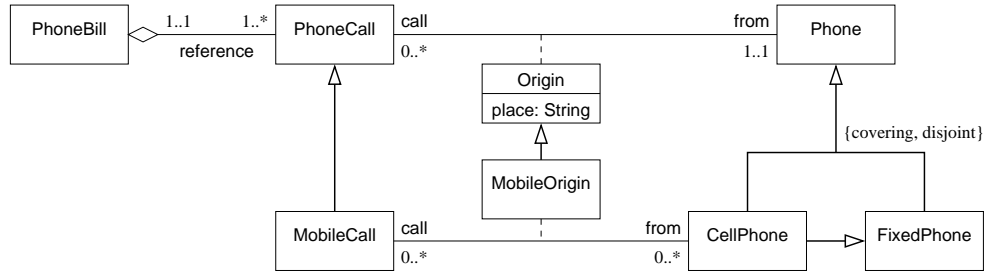 PhoneBill
1..1
1..*
reference
PhoneCall
call
0..*
from
1..1
Phone
Origin
place: String
{covering, disjoint}
MobileOrigin
MobileCall
call
0..*
from
0..*
CellPhone
FixedPhone